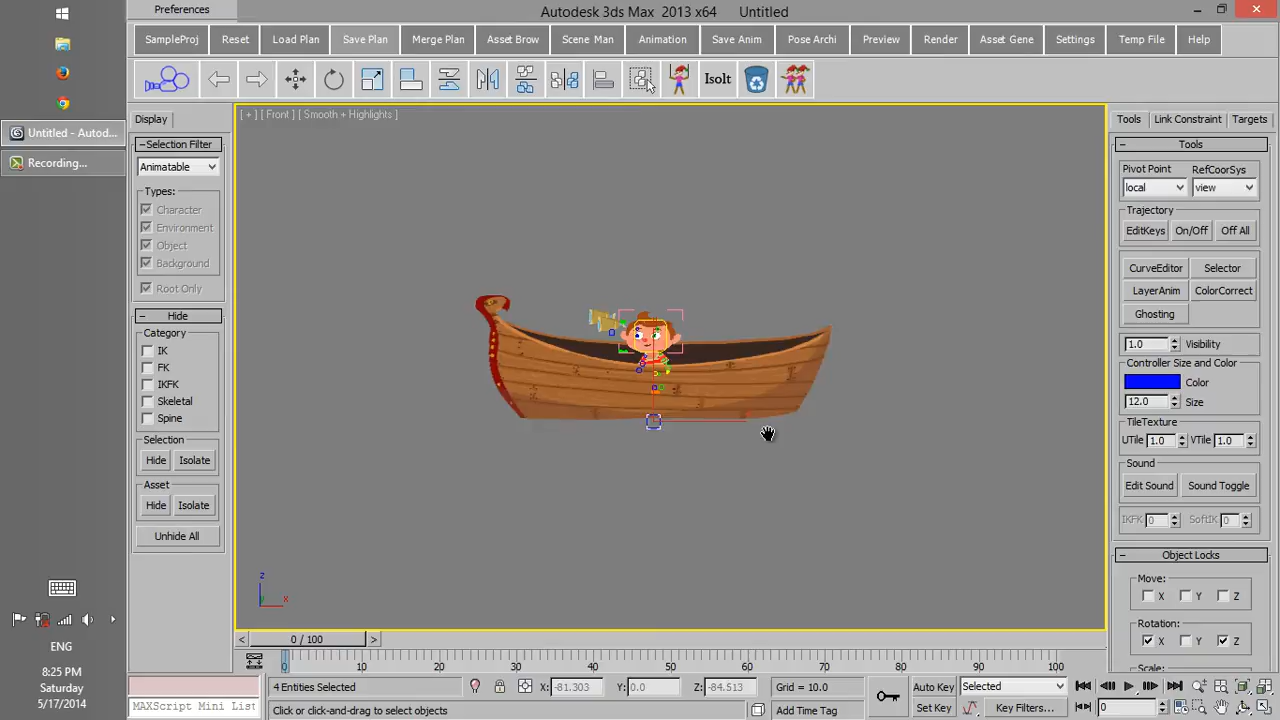 Preferences
Autodesk 3ds Max 2013 x64 Untitled
SampleProj Reset Load Plan Save Plan Merge Plan Asset Brow Scene Man Animation Save Anim Pose Archi Preview Render Asset Gene Settings Temp File Help
Isolt
Untitled - Autod...
Recording...
Display
Selection Filter
Animatable
Types:
Character
Environment
Object
Background
Root Only
Hide
Category
IK
FK
IKFK
Skeletal
Spine
Selection
Hide Isolate
Asset
Hide Isolate
Unhide All
[ + ] [ Front ] [ Smooth + Highlights ]
z
x
Tools Link Constraint Targets
Tools
Pivot Point RefCoorSys
local view
Trajectory
EditKeys On/Off Off All
CurveEditor Selector
LayerAnim ColorCorrect
Ghosting
1.0 Visibility
Controller Size and Color
Color
12.0 Size
TileTexture
UTile 1.0 VTile 1.0
Sound
Edit Sound Sound Toggle
IKFK 0 SoftIK 0
Object Locks
Move:
X Y Z
Rotation:
X Y Z
Scale:
< 0 / 100 >
0 10 20 30 40 50 60 70 80 90 100
4 Entities Selected X: -81.303 Y: 0.0 Z: -84.513 Grid = 10.0 Auto Key Selected
MAXScript Mini List Click or click-and-drag to select objects Add Time Tag Set Key Key Filters... 0
ENG
8:25 PM
Saturday
5/17/2014